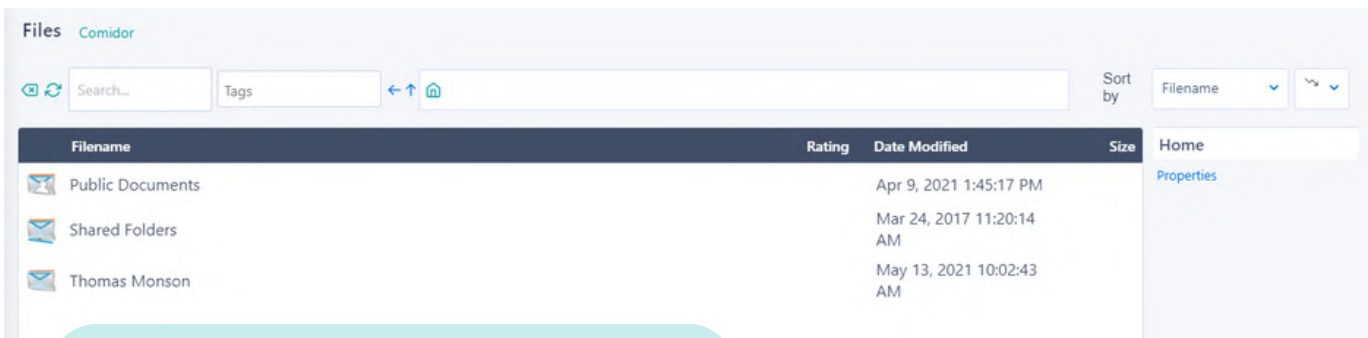 Files Comidor
Search... Tags Sort by Filename
Filename Rating Date Modified Size Home
Properties
Public Documents Apr 9, 2021 1:45:17 PM
Shared Folders Mar 24, 2017 11:20:14 AM
Thomas Monson May 13, 2021 10:02:43 AM